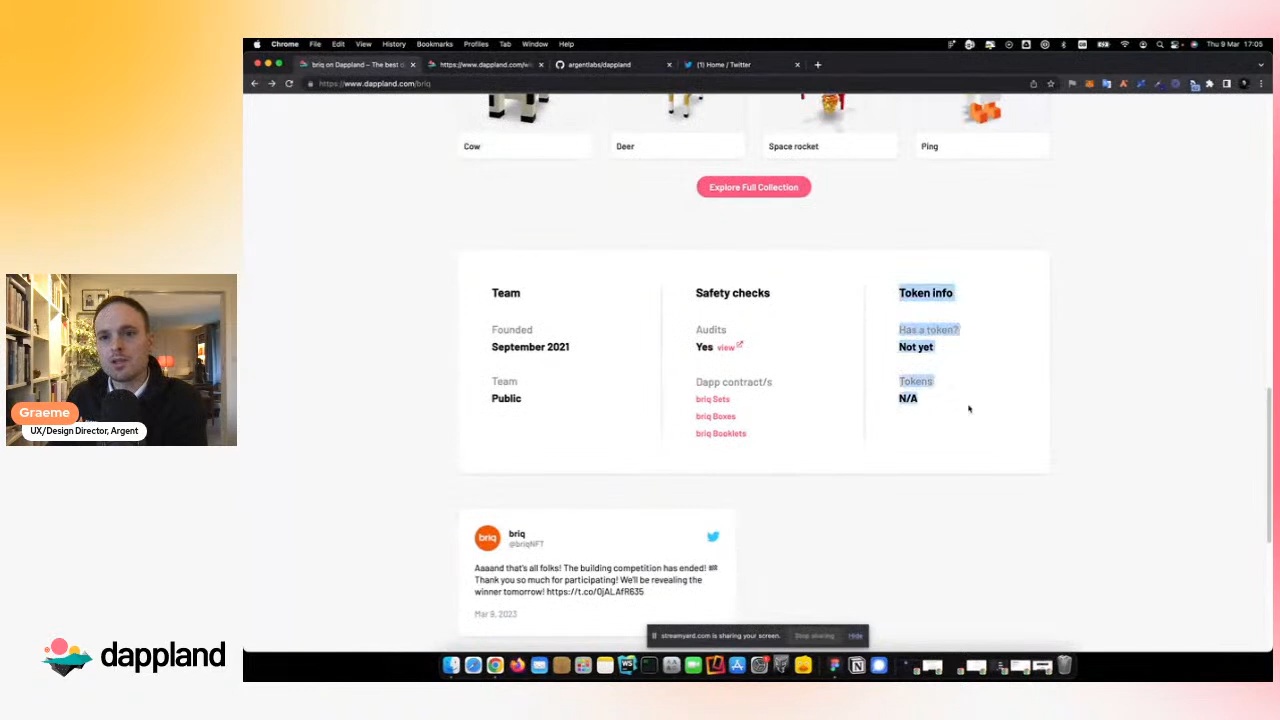 Chrome File Edit View History Bookmarks Profiles Tab Window Help
Thu 9 Mar 17:05
briq on Dappland – The best d
https://www.dappland.com/wi
argentlabs/dappland
(1) Home / Twitter
https://www.dappland.com/briq
Cow
Deer
Space rocket
Ping
Explore Full Collection
Team
Founded
September 2021
Team
Public
Safety checks
Audits
Yes view
Dapp contract/s
briq Sets
briq Boxes
briq Booklets
Token info
Has a token?
Not yet
Tokens
N/A
briq
briq
@briqNFT
Aaaand that's all folks! The building competition has ended!
Thank you so much for participating! We'll be revealing the
winner tomorrow! https://t.co/0jALAfR635
Mar 9, 2023
streamyard.com is sharing your screen. Stop sharing Hide
Graeme
UX/Design Director, Argent
dappland